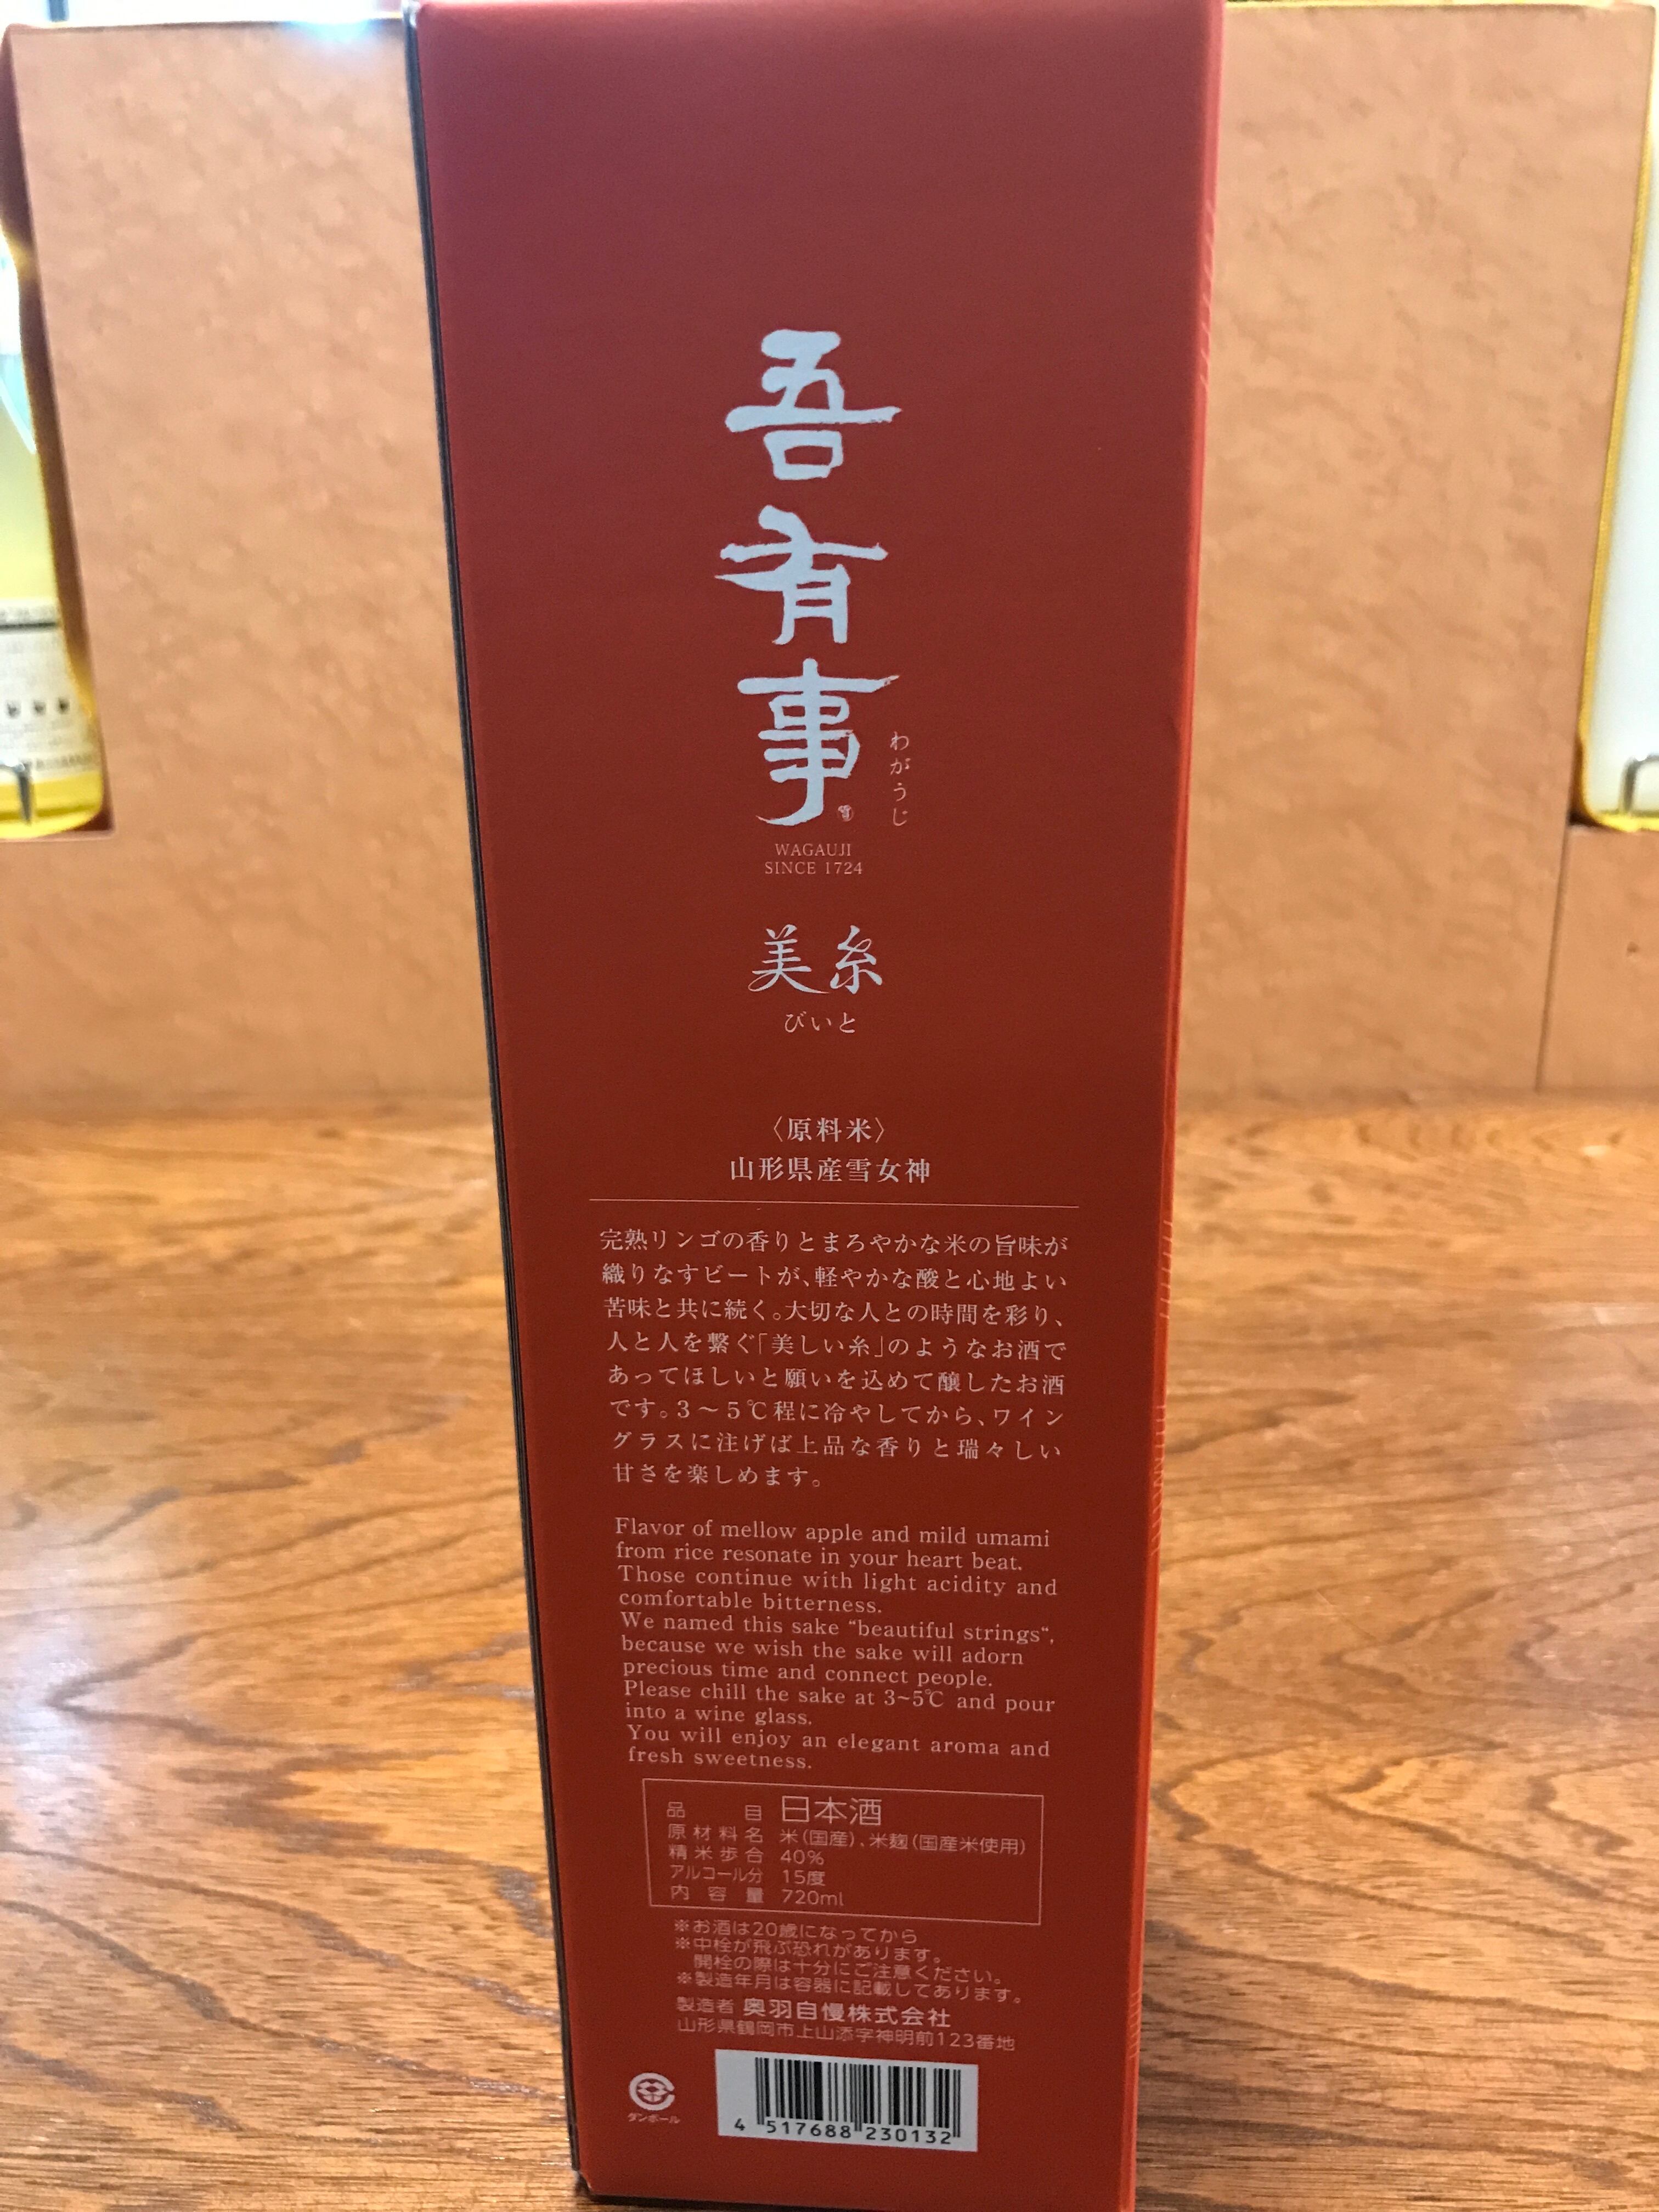 吾有事
わがうじ
WAGAUJI
SINCE 1724
美糸
びいと
〈原料米〉
山形県産雪女神
完熟リンゴの香りとまろやかな米の旨味が
織りなすビートが、軽やかな酸と心地よい
苦味と共に続く。大切な人との時間を彩り、
人と人を繋ぐ「美しい糸」のようなお酒で
あってほしいと願いを込めて醸したお酒
です。3〜5℃程に冷やしてから、ワイン
グラスに注げば上品な香りと瑞々しい
甘さを楽しめます。
Flavor of mellow apple and mild umami
from rice resonate in your heart beat.
Those continue with light acidity and
comfortable bitterness.
We named this sake “beautiful strings“,
because we wish the sake will adorn
precious time and connect people.
Please chill the sake at 3~5℃ and pour
into a wine glass.
You will enjoy an elegant aroma and
fresh sweetness.
品目 日本酒
原材料名 米(国産)、米麹(国産米使用)
精米歩合 40%
アルコール分 15度
内容量 720ml
※お酒は20歳になってから
※中栓が飛ぶ恐れがあります。
開栓の際は十分にご注意ください。
※製造年月は容器に記載してあります。
製造者 奥羽自慢株式会社
山形県鶴岡市上山添字神明前123番地
ダンボール
4 517688 230132